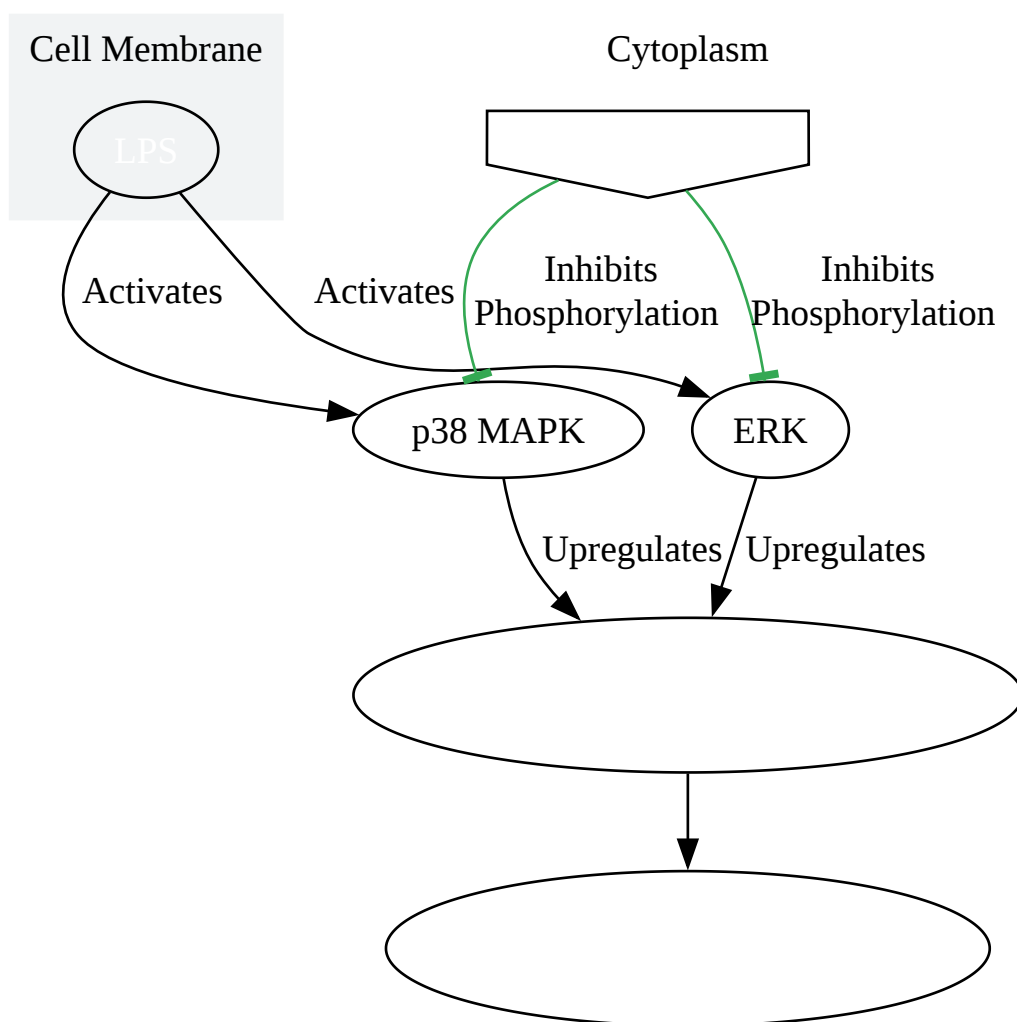 Cell Membrane
Cytoplasm
LPS
Activates
Activates
Inhibits
Phosphorylation
Inhibits
Phosphorylation
p38 MAPK
ERK
Upregulates
Upregulates